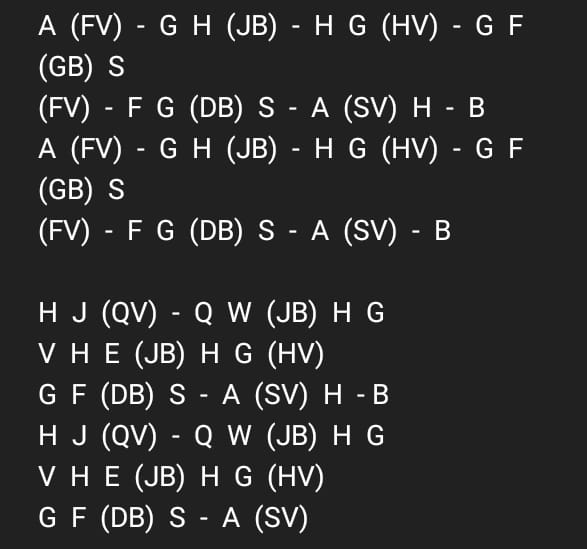 A (FV) - G H (JB) - H G (HV) - G F
(GB) S
(FV) - F G (DB) S - A (SV) H - B
A (FV) - G H (JB) - H G (HV) - G F
(GB) S
(FV) - F G (DB) S - A (SV) - B

H J (QV) - Q W (JB) H G
V H E (JB) H G (HV)
G F (DB) S - A (SV) H -B
H J (QV) - Q W (JB) H G
V H E (JB) H G (HV)
G F (DB) S - A (SV)